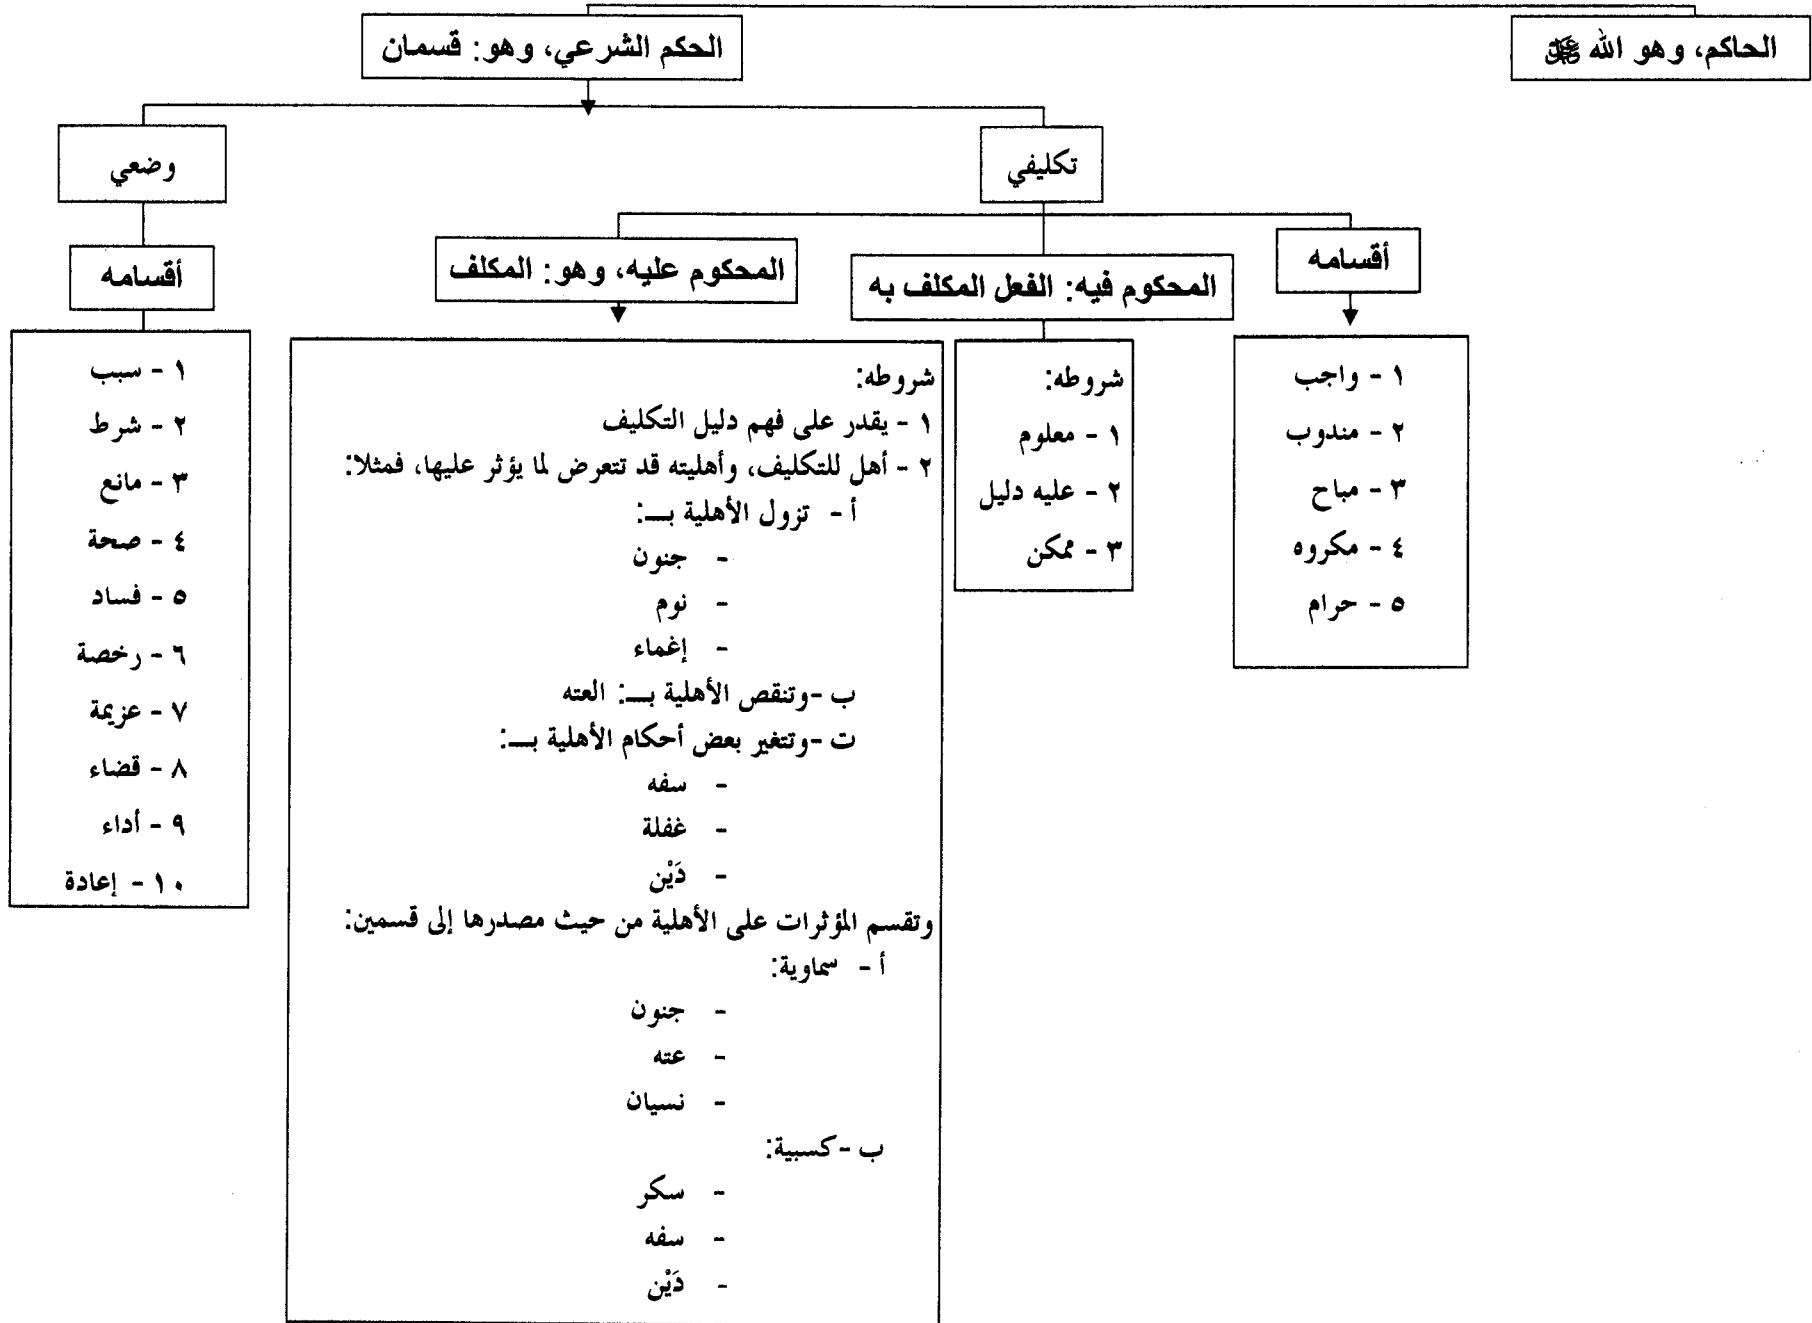 الحاكم، وهو الله ﷻ
الحكم الشرعي، وهو: قسمان
تكليفي
وضعي
أقسامه
١ - واجب
٢ - مندوب
٣ - مباح
٤ - مكروه
٥ - حرام
المحكوم فيه: الفعل المكلف به
شروطه:
١ - معلوم
٢ - عليه دليل
٣ - ممكن
المحكوم عليه، وهو: المكلف
شروطه:
١ - يقدر على فهم دليل التكليف
٢ - أهل للتكليف، وأهليته قد تتعرض لما يؤثر عليها، فمثلا:
أ - تزول الأهلية بــ:
- جنون
- نوم
- إغماء
ب -وتنقص الأهلية بــ: العته
ت -وتتغير بعض أحكام الأهلية بــ:
- سفه
- غفلة
- دَيْن
وتقسم المؤثرات على الأهلية من حيث مصدرها إلى قسمين:
أ - سماوية:
- جنون
- عته
- نسيان
ب -كسبية:
- سكر
- سفه
- دَيْن
أقسامه
١ - سبب
٢ - شرط
٣ - مانع
٤ - صحة
٥ - فساد
٦ - رخصة
٧ - عزيمة
٨ - قضاء
٩ - أداء
١٠ - إعادة